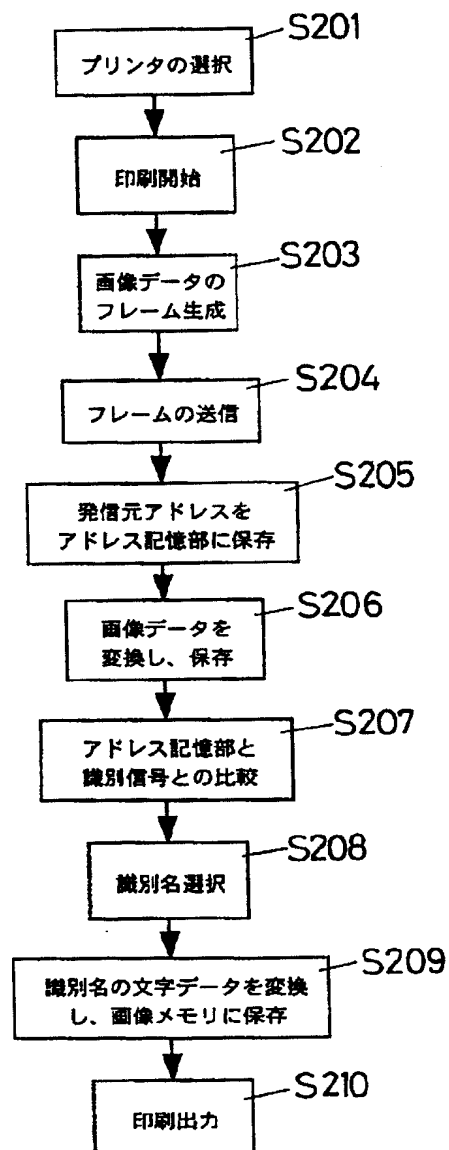 S201
プリンタの選択
S202
印刷開始
S203
画像データの
フレーム生成
S204
フレームの送信
S205
発信元アドレスを
アドレス記憶部に保存
S206
画像データを
変換し、保存
S207
アドレス記憶部と
識別信号との比較
S208
識別名選択
S209
識別名の文字データを変換
し、画像メモリに保存
S210
印刷出力